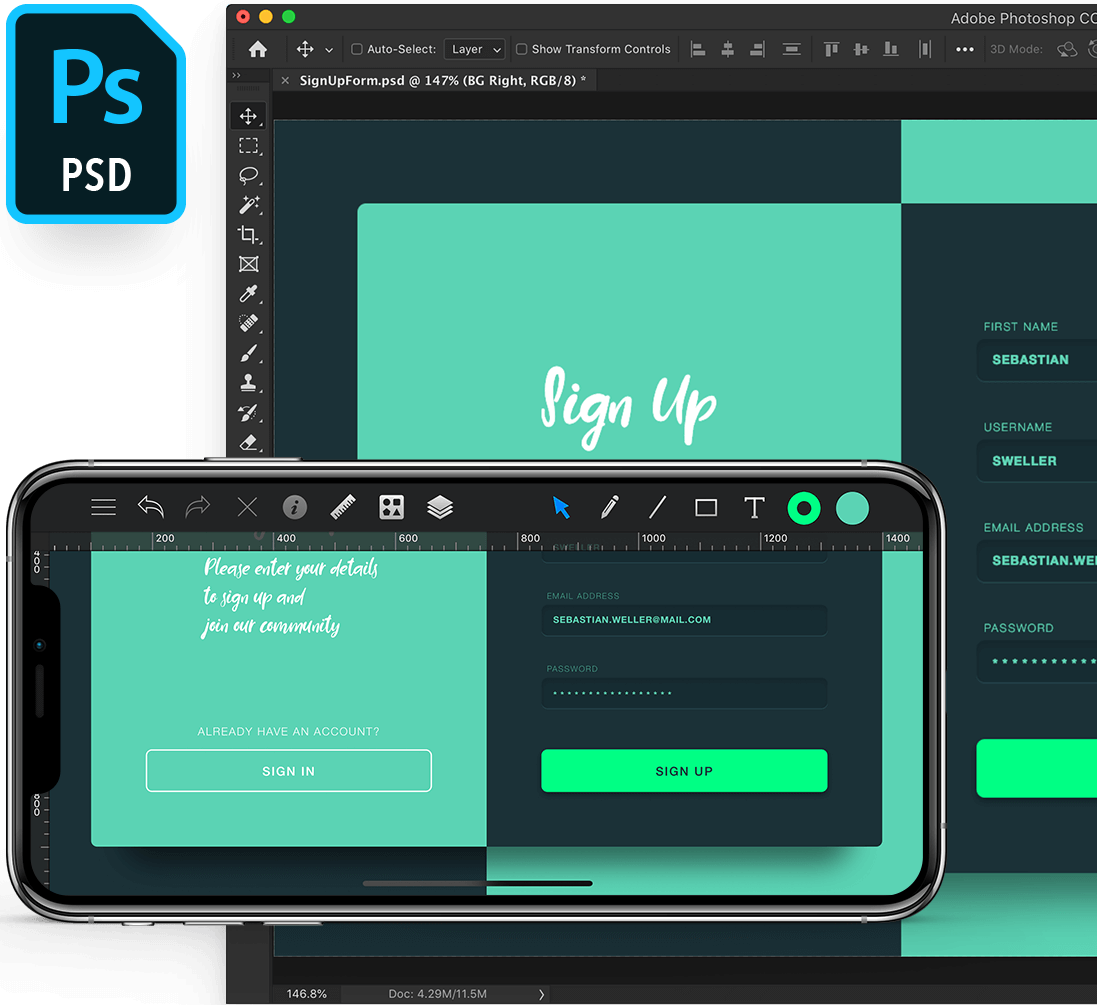 Ps
PSD
Adobe Photoshop CC
Auto-Select:
Layer
Show Transform Controls
3D Mode:
SignUpForm.psd @ 147% (BG Right, RGB/8) *
Sign Up
FIRST NAME
SEBASTIAN
USERNAME
SWELLER
EMAIL ADDRESS
SEBASTIAN.WEL
PASSWORD
***********
T
200
400
600
800
1000
1200
1400
400
Please enter your details
to sign up and
join our community
ALREADY HAVE AN ACCOUNT?
SIGN IN
SWELLER
EMAIL ADDRESS
SEBASTIAN.WELLER@MAIL.COM
PASSWORD
SIGN UP
800
146.8%
Doc: 4.29M/11.5M